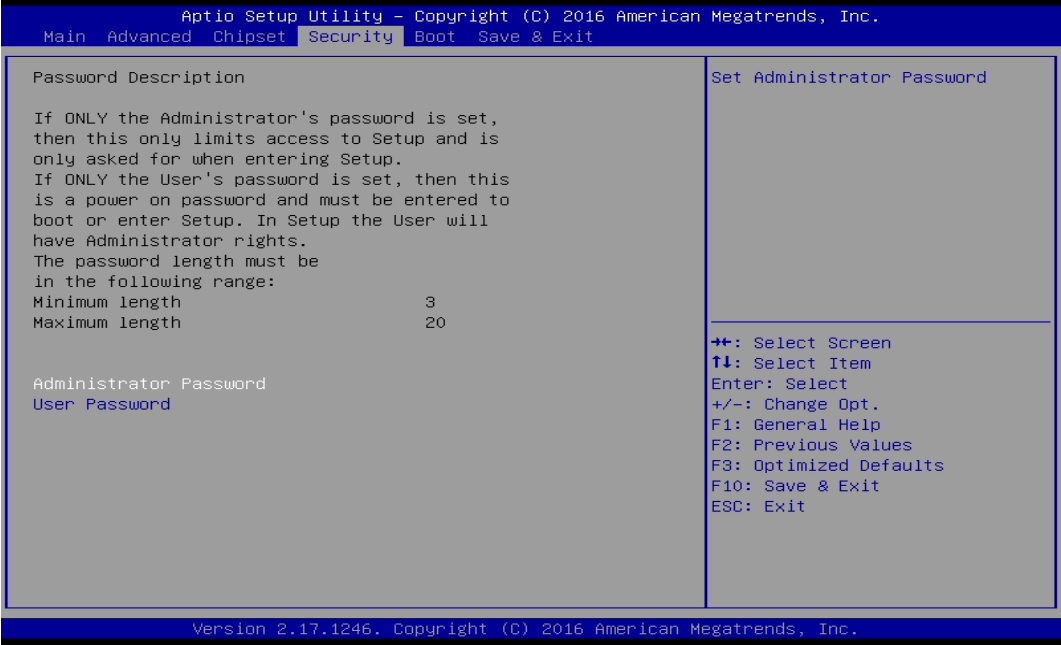 Aptio Setup Utility – Copyright (C) 2016 American Megatrends, Inc.
Main Advanced Chipset Security Boot Save & Exit
Password Description
If ONLY the Administrator's password is set,
then this only limits access to Setup and is
only asked for when entering Setup.
If ONLY the User's password is set, then this
is a power on password and must be entered to
boot or enter Setup. In Setup the User will
have Administrator rights.
The password length must be
in the following range:
Minimum length 3
Maximum length 20
Administrator Password
User Password
Set Administrator Password
→←: Select Screen
↑↓: Select Item
Enter: Select
+/-: Change Opt.
F1: General Help
F2: Previous Values
F3: Optimized Defaults
F10: Save & Exit
ESC: Exit
Version 2.17.1246. Copyright (C) 2016 American Megatrends, Inc.